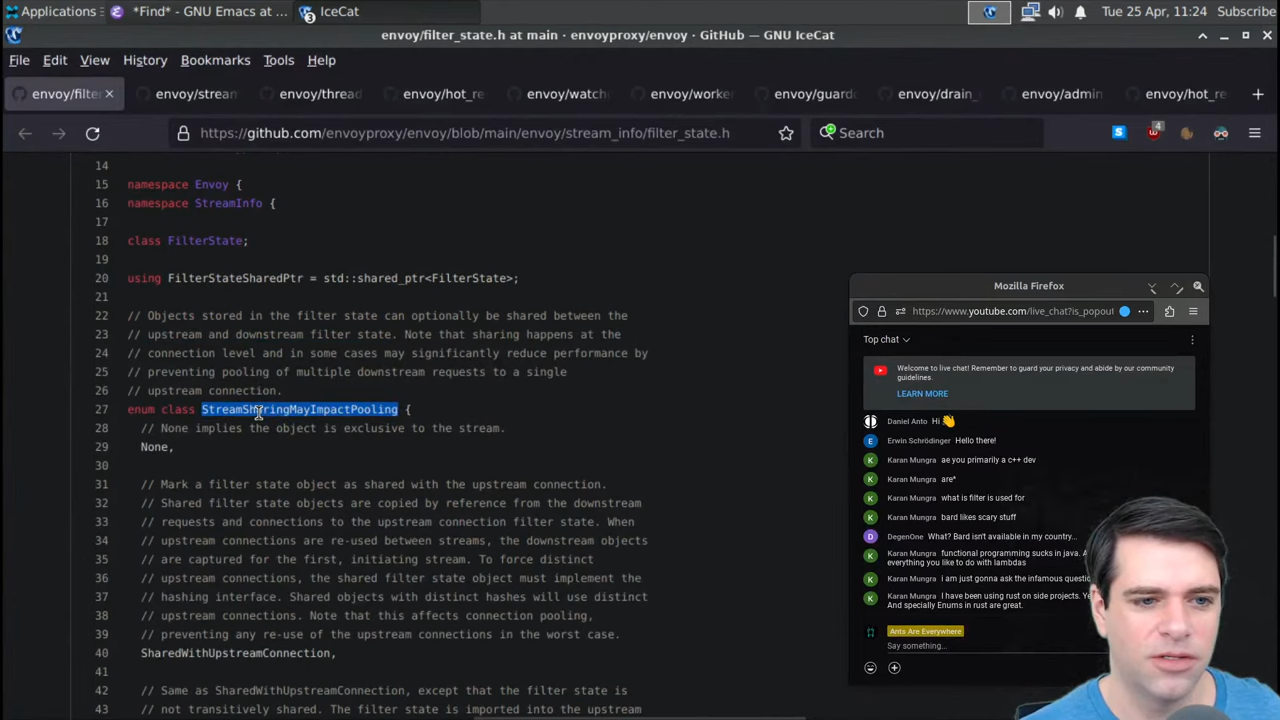 Applications
*Find* - GNU Emacs at ...
3
IceCat
Tue 25 Apr, 11:24
Subscribe
envoy/filter_state.h at main · envoyproxy/envoy · GitHub — GNU IceCat
File Edit View History Bookmarks Tools Help
envoy/filter
envoy/stream
envoy/thread
envoy/hot_re
envoy/watch
envoy/worke
envoy/guard
envoy/drain_
envoy/admin
envoy/hot_re
https://github.com/envoyproxy/envoy/blob/main/envoy/stream_info/filter_state.h
Search
4
14
15 namespace Envoy {
16 namespace StreamInfo {
17
18 class FilterState;
19
20 using FilterStateSharedPtr = std::shared_ptr<FilterState>;
21
22 // Objects stored in the filter state can optionally be shared between the
23 // upstream and downstream filter state. Note that sharing happens at the
24 // connection level and in some cases may significantly reduce performance by
25 // preventing pooling of multiple downstream requests to a single
26 // upstream connection.
27 enum class StreamSharingMayImpactPooling {
28 // None implies the object is exclusive to the stream.
29 None,
30
31 // Mark a filter state object as shared with the upstream connection.
32 // Shared filter state objects are copied by reference from the downstream
33 // requests and connections to the upstream connection filter state. When
34 // upstream connections are re-used between streams, the downstream objects
35 // are captured for the first, initiating stream. To force distinct
36 // upstream connections, the shared filter state object must implement the
37 // hashing interface. Shared objects with distinct hashes will use distinct
38 // upstream connections. Note that this affects connection pooling,
39 // preventing any re-use of the upstream connections in the worst case.
40 SharedWithUpstreamConnection,
41
42 // Same as SharedWithUpstreamConnection, except that the filter state is
43 // not transitively shared. The filter state is imported into the upstream
Mozilla Firefox
https://www.youtube.com/live_chat?is_popout
Top chat
Welcome to live chat! Remember to guard your privacy and abide by our community
guidelines.
LEARN MORE
Daniel Anto Hi 👋
E Erwin Schrödinger Hello there!
K Karan Mungra ae you primarily a c++ dev
K Karan Mungra are*
K Karan Mungra what is filter is used for
K Karan Mungra bard likes scary stuff
D DegenOne What? Bard isn't available in my country...
K Karan Mungra functional programming sucks in java. A
everything you like to do with lambdas
K Karan Mungra i am just gonna ask the infamous questio
K Karan Mungra I have been using rust on side projects. Ye
And specially Enums in rust are great.
Ants Are Everywhere
Say something...